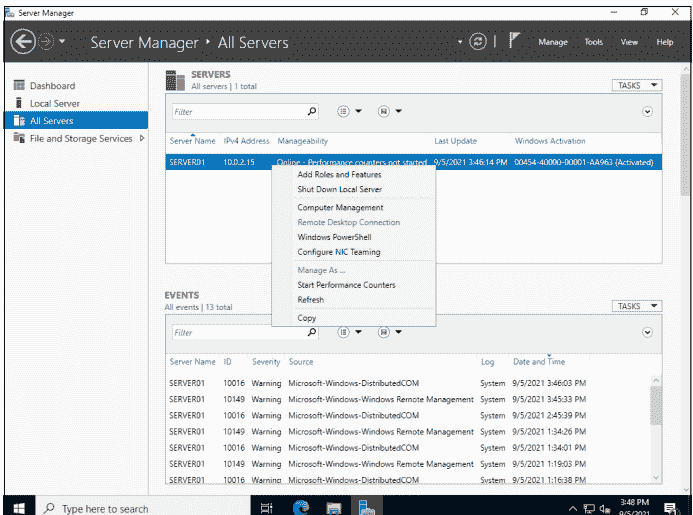 Server Manager
Server Manager • All Servers
Manage Tools View Help
Dashboard
Local Server
All Servers
File and Storage Services
SERVERS
All servers | 1 total
TASKS
Filter
Server Name IPv4 Address Manageability Last Update Windows Activation
SERVER01 10.0.2.15 Online - Performance counters not started 9/5/2021 3:46:14 PM 00454-40000-00001-AA963 (Activated)
Add Roles and Features
Shut Down Local Server
Computer Management
Remote Desktop Connection
Windows PowerShell
Configure NIC Teaming
Manage As ...
Start Performance Counters
Refresh
Copy
EVENTS
All events | 13 total
TASKS
Filter
Server Name ID Severity Source Log Date and Time
SERVER01 10016 Warning Microsoft-Windows-DistributedCOM System 9/5/2021 3:46:03 PM
SERVER01 10149 Warning Microsoft-Windows-Windows Remote Management System 9/5/2021 3:45:33 PM
SERVER01 10016 Warning Microsoft-Windows-DistributedCOM System 9/5/2021 2:45:39 PM
SERVER01 10149 Warning Microsoft-Windows-Windows Remote Management System 9/5/2021 1:34:26 PM
SERVER01 10016 Warning Microsoft-Windows-DistributedCOM System 9/5/2021 1:34:01 PM
SERVER01 10149 Warning Microsoft-Windows-Windows Remote Management System 9/5/2021 1:19:03 PM
SERVER01 10016 Warning Microsoft-Windows-DistributedCOM System 9/5/2021 1:16:38 PM
Type here to search
3:48 PM
9/5/2021